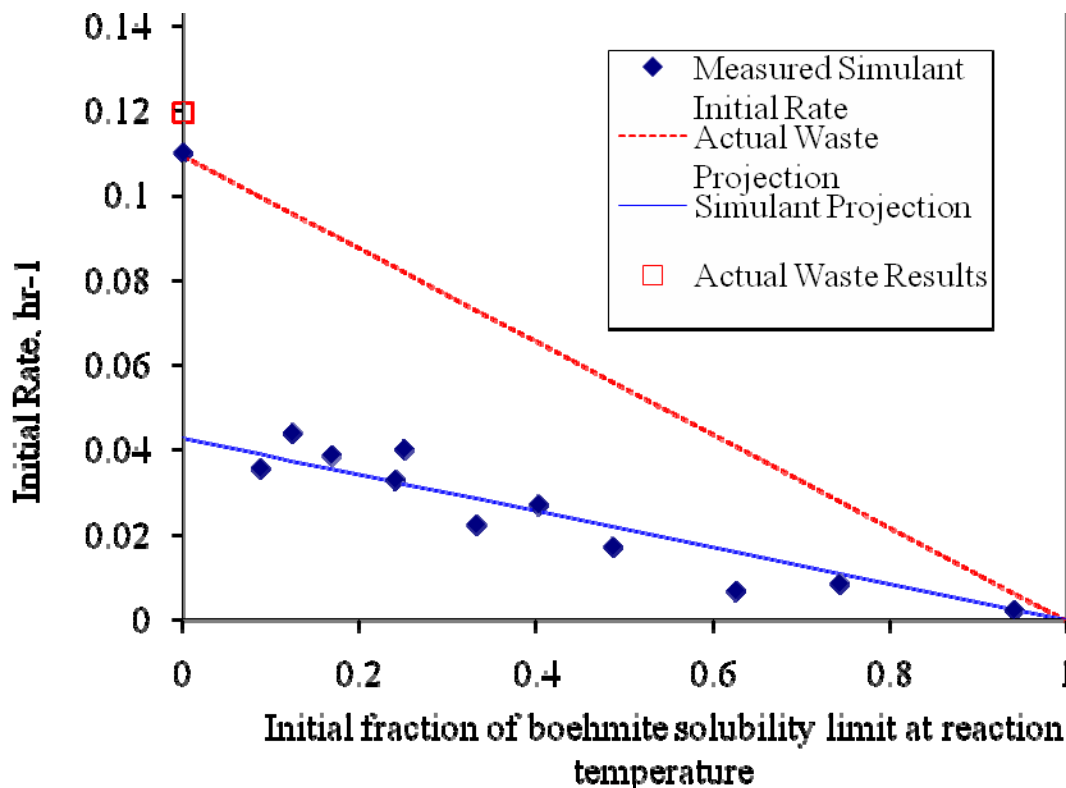 0.14
0.12
0.1
0.08
0.06
0.04
0.02
0
Initial Rate, hr-1
Measured Simulant
Initial Rate
Actual Waste
Projection
Simulant Projection
Actual Waste Results
0 0.2 0.4 0.6 0.8 1
Initial fraction of boehmite solubility limit at reaction
temperature